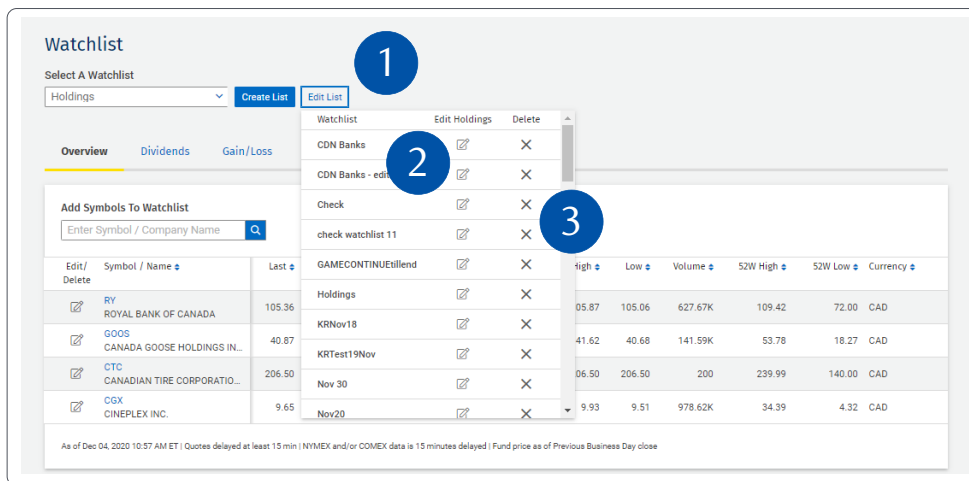 Watchlist
1
Select A Watchlist
Holdings Create List Edit List
Watchlist Edit Holdings Delete
Overview Dividends Gain/Loss
CDN Banks
2
CDN Banks - edit
Check
3
check watchlist 11
GAMECONTINUEtillend
Holdings
KRNov18
KRTest19Nov
Nov 30
Nov20
Add Symbols To Watchlist
Enter Symbol / Company Name
Edit/ Delete Symbol / Name Last High Low Volume 52W High 52W Low Currency
RY
ROYAL BANK OF CANADA 105.36 05.87 105.06 627.67K 109.42 72.00 CAD
GOOS
CANADA GOOSE HOLDINGS IN... 40.87 41.62 40.68 141.59K 53.78 18.27 CAD
CTC
CANADIAN TIRE CORPORATIO... 206.50 06.50 206.50 200 239.99 140.00 CAD
CGX
CINEPLEX INC. 9.65 9.93 9.51 978.62K 34.39 4.32 CAD
As of Dec 04, 2020 10:57 AM ET | Quotes delayed at least 15 min | NYMEX and/or COMEX data is 15 minutes delayed | Fund price as of Previous Business Day close